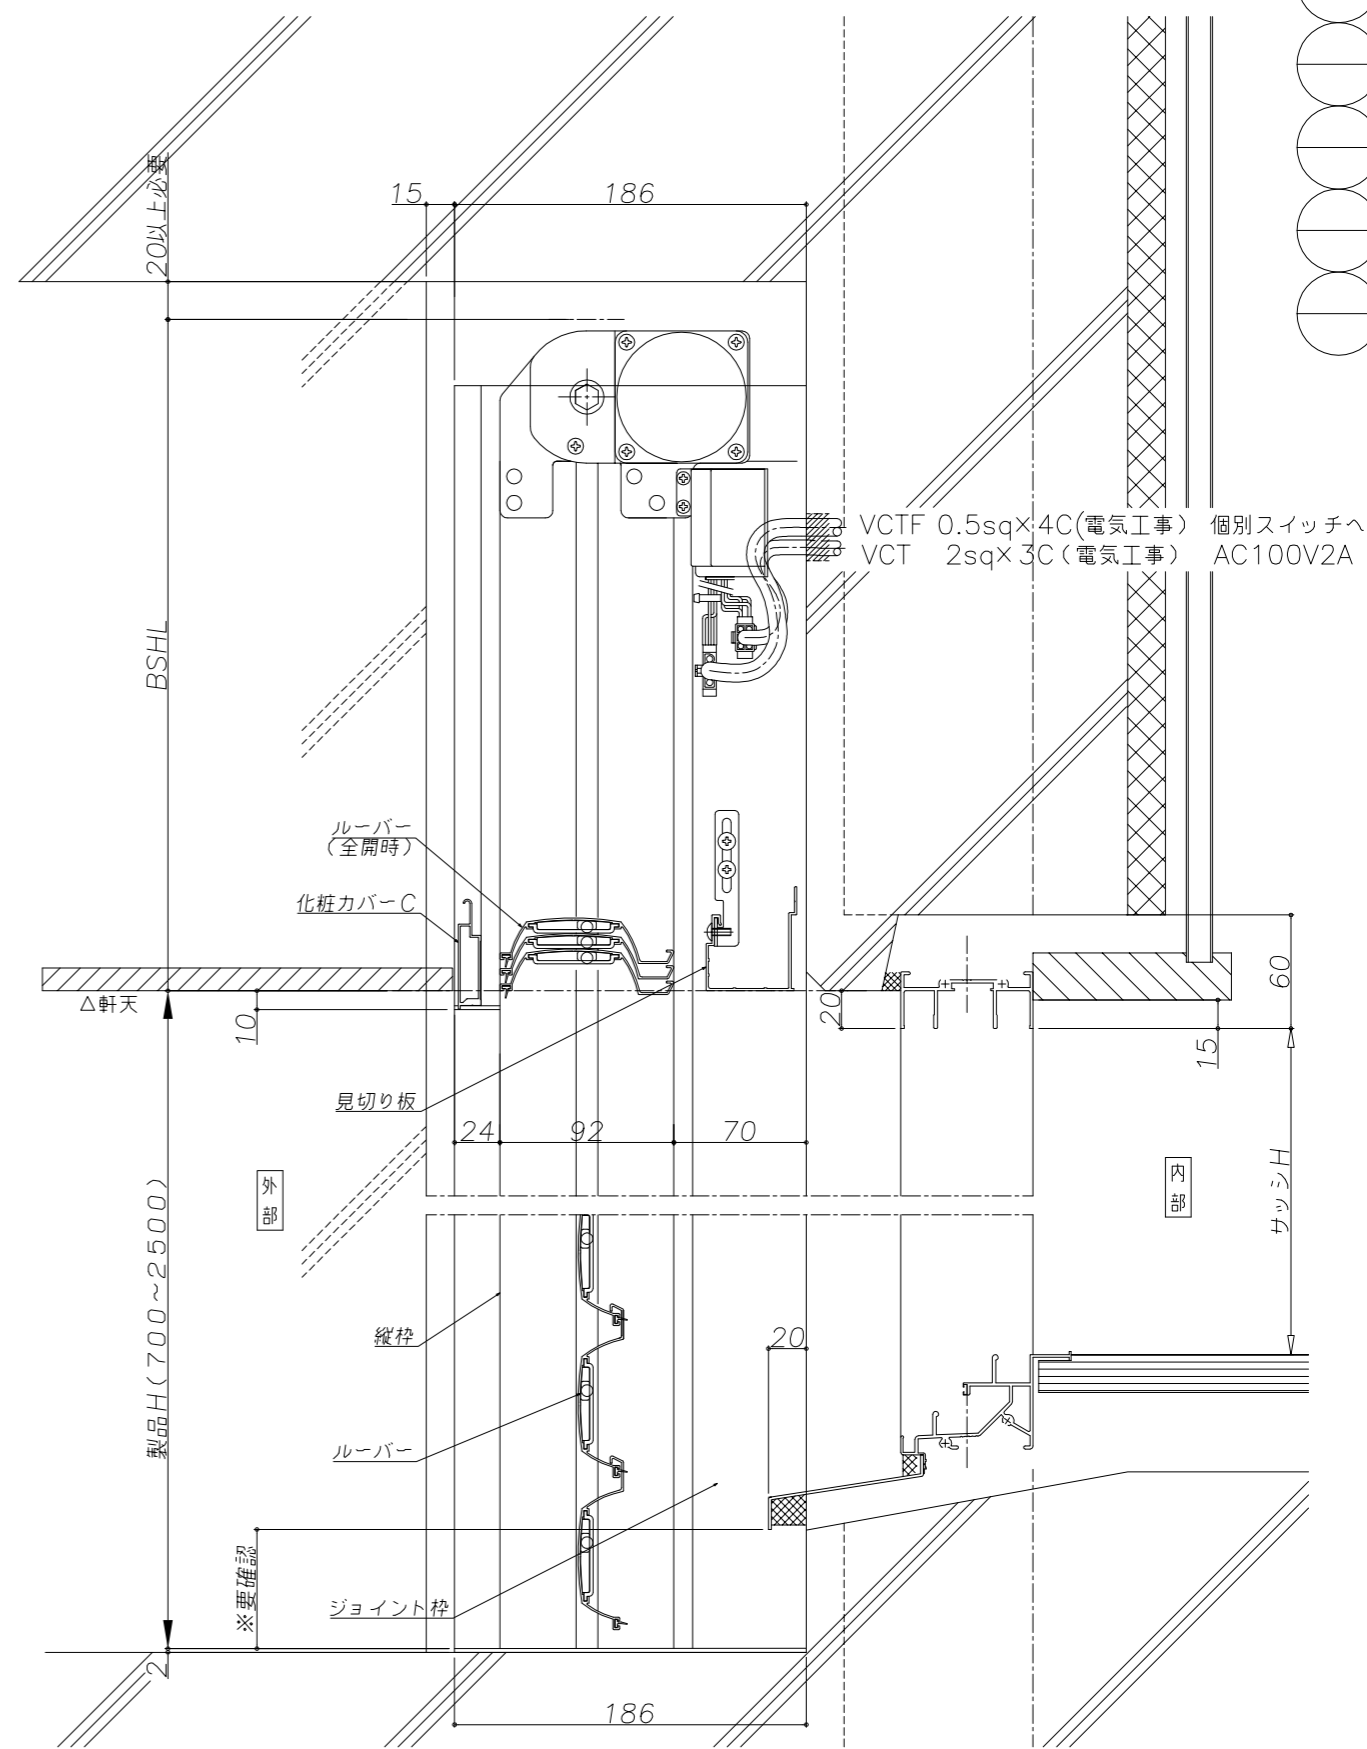 20以上必要
15
186
VCTF 0.5sq×4C(電気工事) 個別スイッチへ
VCT 2sq×3C(電気工事) AC100V2A
BSHL
ルーバー
(全開時)
化粧カバーC
△軒天
10
20
60
15
見切り板
24
92
70
外部
内部
サッシH
製品H(700~2500)
縦枠
20
ルーバー
※要確認
ジョイント枠
2
186